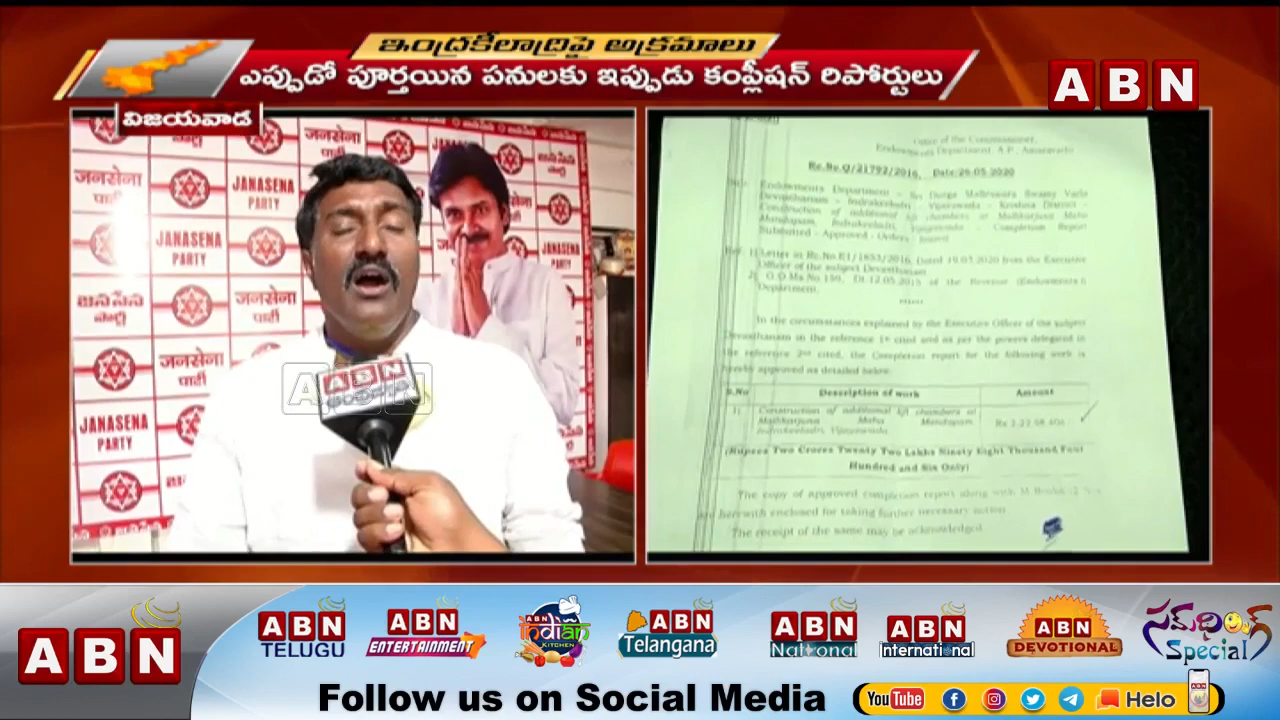 ఇంద్రకీలాద్రిపై అక్రమాలు
ఎప్పుడో పూర్తయిన పనులకు ఇప్పుడు కంప్లీషన్ రిపోర్టులు
ABN
విజయవాడ
జనసేన పార్టీ
JANASENA PARTY
जनसेना पार्टी
ABN
Office of the Commissioner,
Endowments Department, A.P., Amaravathi
Rc.No.Q/21792/2016, Date:26-05-2020
Endowments Department - Sri Durga Malleswara Swamy Varla
Devasthanam - Indrakeeladri - Vijayawada - Krishna District -
Construction of additional lift chambers at Mallikarjuna Maha
Mandapam, Indrakeeladri, Vijayawada - Completion Report
Submitted - Approved - Orders - Issued
Ref: 1) Letter in Rc.No.E1/1853/2016, Dated 19.03.2020 from the Executive
Officer of the subject Devasthanam
2) G.O.Ms.No.159, Dt.12.05.2015 of the Revenue (Endowments.I)
Department.
******
In the circumstances explained by the Executive Officer of the subject
Devasthanam in the reference 1st cited and as per the powers delegated in
the reference 2nd cited, the Completion report for the following work is
hereby approved as detailed below.
S.No Description of work Amount
1) Construction of additional lift chambers at
Mallikarjuna Maha Mandapam,
Indrakeeladri, Vijayawada
Rs 2,22,98,406
(Rupees Two Crores Twenty Two Lakhs Ninety Eight Thousand Four
Hundred and Six Only)
The copy of approved completion report along with M Books
are herewith enclosed for taking further necessary action.
The receipt of the same may be acknowledged.
ABN
ABN TELUGU
ABN ENTERTAINMENT
ABN Indian KITCHEN
ABN Telangana
ABN National
ABN International
ABN DEVOTIONAL
Special
Follow us on Social Media
YouTube
Helo